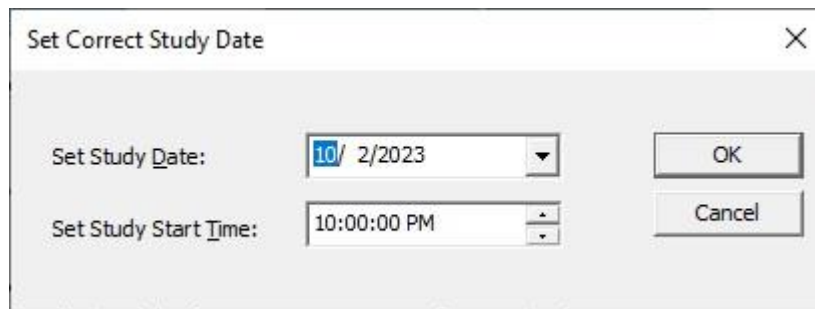 Set Correct Study Date
Set Study Date:
10/ 2/2023
OK
Set Study Start Time:
10:00:00 PM
Cancel